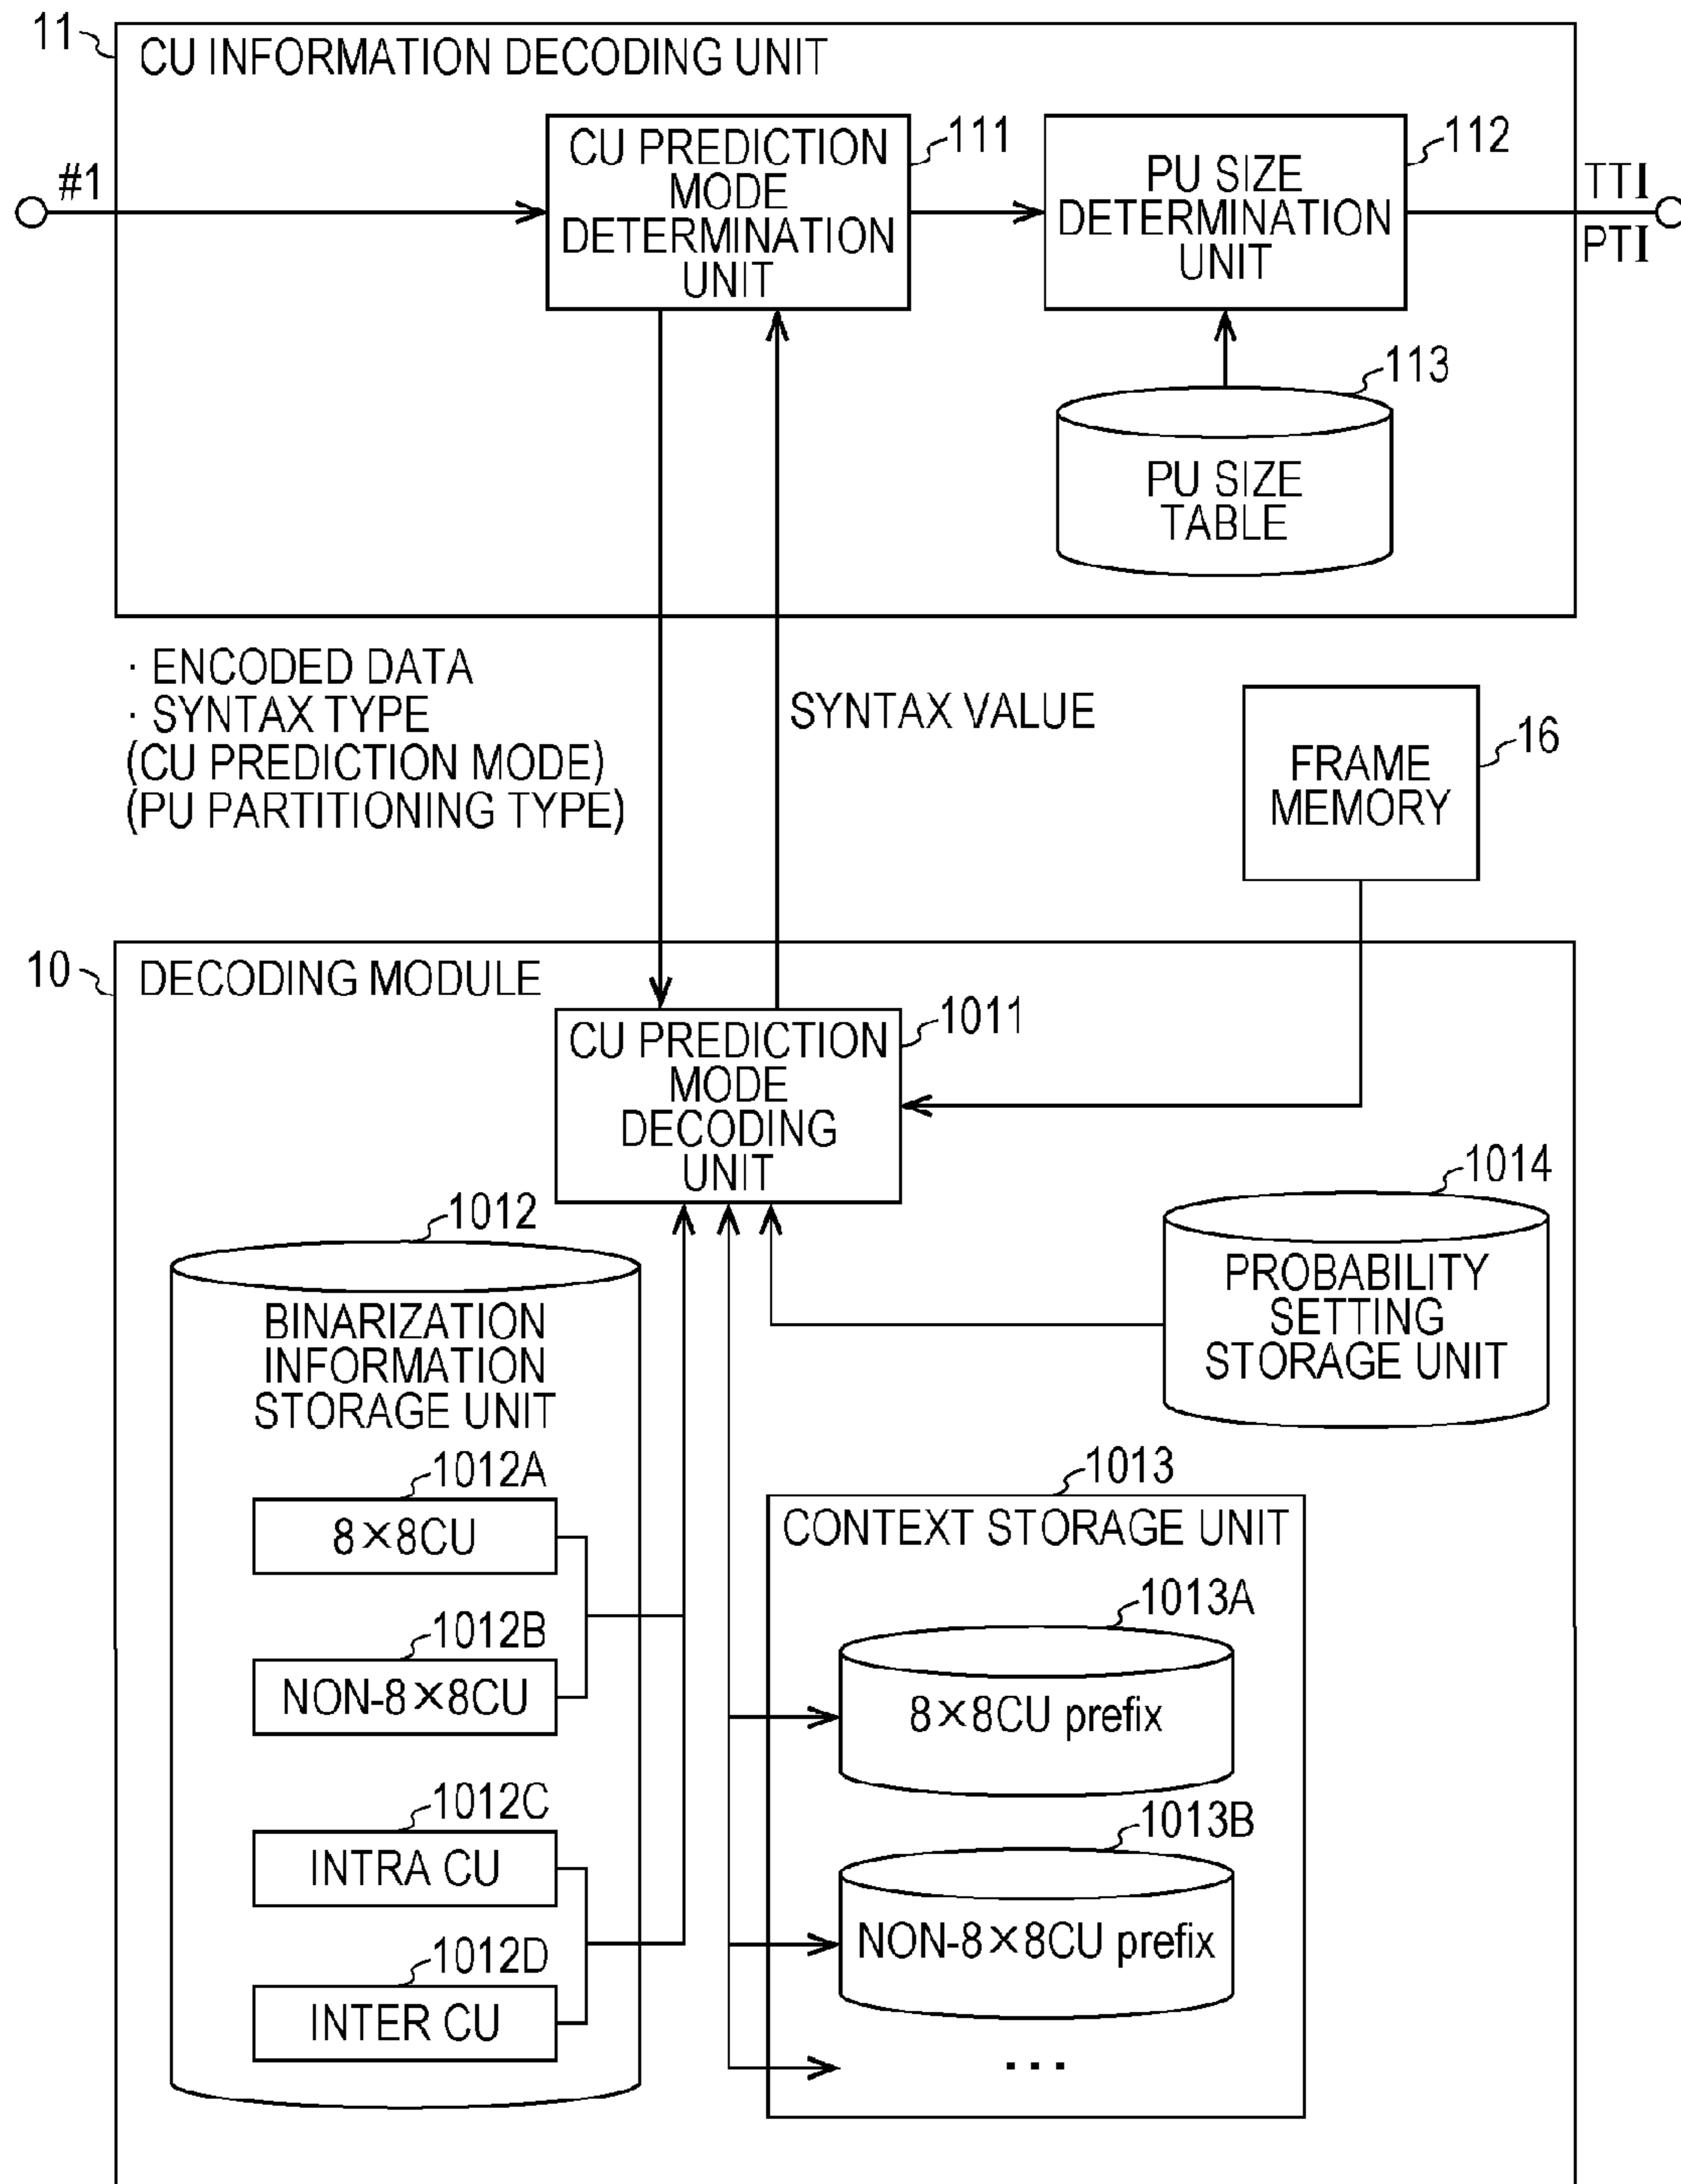 11
CU INFORMATION DECODING UNIT
#1
CU PREDICTION
MODE
DETERMINATION
UNIT
111
PU SIZE
DETERMINATION
UNIT
112
TTI
PTI
113
PU SIZE
TABLE
· ENCODED DATA
· SYNTAX TYPE
(CU PREDICTION MODE)
(PU PARTITIONING TYPE)
SYNTAX VALUE
FRAME
MEMORY
16
10
DECODING MODULE
CU PREDICTION
MODE
DECODING
UNIT
1011
1012
BINARIZATION
INFORMATION
STORAGE UNIT
1014
PROBABILITY
SETTING
STORAGE UNIT
1012A
8×8CU
1012B
NON-8×8CU
1012C
INTRA CU
1012D
INTER CU
1013
CONTEXT STORAGE UNIT
1013A
8×8CU prefix
1013B
NON-8×8CU prefix
...